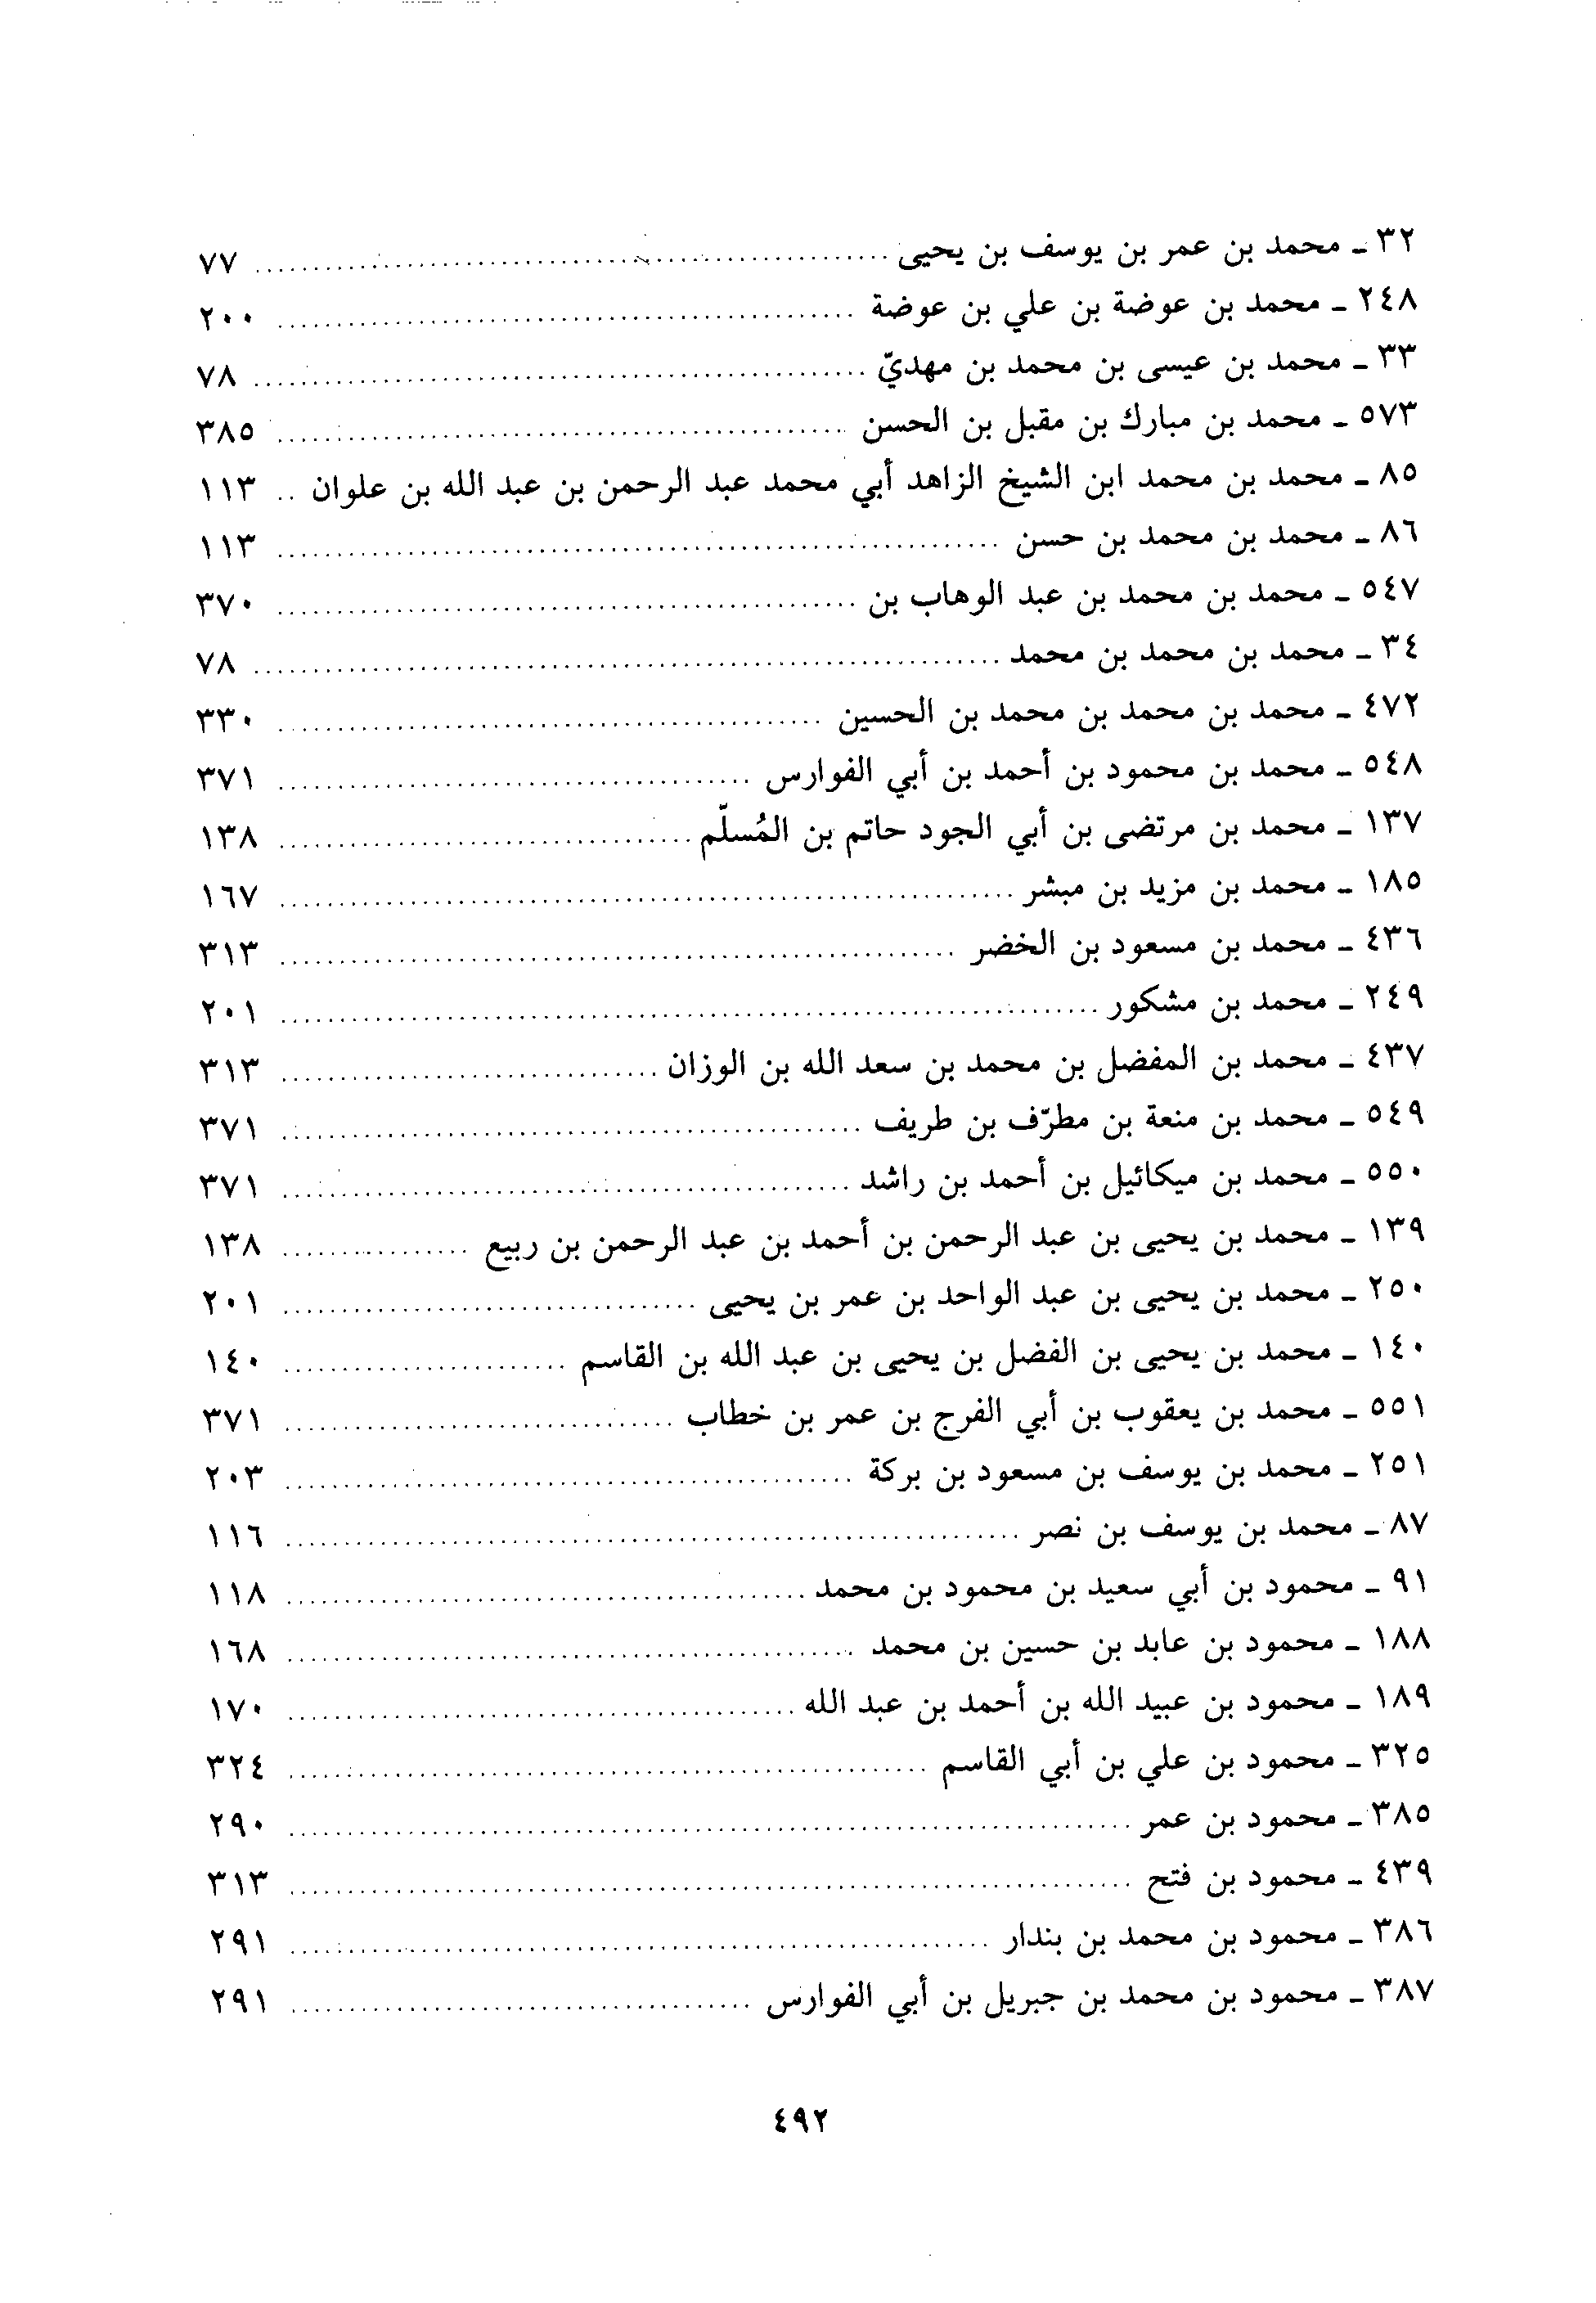 ٣٢ ـ محمد بن عمر بن يوسف بن يحيى ........ ٧٧
٢٤٨ ـ محمد بن عوضة بن علي بن عوضة ........ ٢٠٠
٣٣ ـ محمد بن عيسى بن محمد بن مهديّ ........ ٧٨
٥٧٣ ـ محمد بن مبارك بن مقبل بن الحسن ........ ٣٨٥
٨٥ ـ محمد بن محمد ابن الشيخ الزاهد أبي محمد عبد الرحمن بن عبد الله بن علوان .. ١١٣
٨٦ ـ محمد بن محمد بن حسن ........ ١١٣
٥٤٧ ـ محمد بن محمد بن عبد الوهاب بن ........ ٣٧٠
٣٤ ـ محمد بن محمد بن محمد ........ ٧٨
٤٧٢ ـ محمد بن محمد بن محمد بن الحسين ........ ٣٣٠
٥٤٨ ـ محمد بن محمود بن أحمد بن أبي الفوارس ........ ٣٧١
١٣٧ ـ محمد بن مرتضى بن أبي الجود حاتم بن المُسلّم ........ ١٣٨
١٨٥ ـ محمد بن مزيد بن مبشر ........ ١٦٧
٤٣٦ ـ محمد بن مسعود بن الخضر ........ ٣١٣
٢٤٩ ـ محمد بن مشكور ........ ٢٠١
٤٣٧ ـ محمد بن المفضل بن محمد بن سعد الله بن الوزان ........ ٣١٣
٥٤٩ ـ محمد بن منعة بن مطرّف بن طريف ........ ٣٧١
٥٥٠ ـ محمد بن ميكائيل بن أحمد بن راشد ........ ٣٧١
١٣٩ ـ محمد بن يحيى بن عبد الرحمن بن أحمد بن عبد الرحمن بن ربيع ........ ١٣٨
٢٥٠ ـ محمد بن يحيى بن عبد الواحد بن عمر بن يحيى ........ ٢٠١
١٤٠ ـ محمد بن يحيى بن الفضل بن يحيى بن عبد الله بن القاسم ........ ١٤٠
٥٥١ ـ محمد بن يعقوب بن أبي الفرج بن عمر بن خطاب ........ ٣٧١
٢٥١ ـ محمد بن يوسف بن مسعود بن بركة ........ ٢٠٣
٨٧ ـ محمد بن يوسف بن نصر ........ ١١٦
٩١ ـ محمود بن أبي سعيد بن محمود بن محمد ........ ١١٨
١٨٨ ـ محمود بن عابد بن حسين بن محمد ........ ١٦٨
١٨٩ ـ محمود بن عبيد الله بن أحمد بن عبد الله ........ ١٧٠
٣٢٥ ـ محمود بن علي بن أبي القاسم ........ ٣٢٤
٣٨٥ ـ محمود بن عمر ........ ٢٩٠
٤٣٩ ـ محمود بن فتح ........ ٣١٣
٣٨٦ ـ محمود بن محمد بن بندار ........ ٢٩١
٣٨٧ ـ محمود بن محمد بن جبريل بن أبي الفوارس ........ ٢٩١
٤٩٢